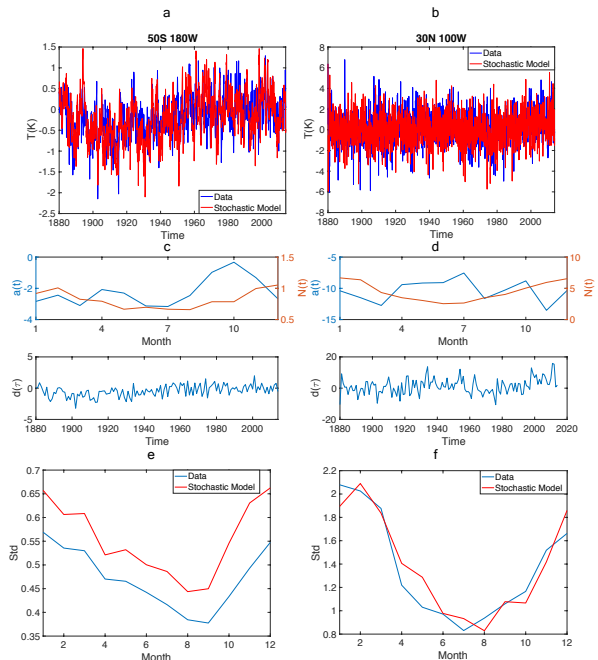 a
b
50S 180W
30N 100W
T(K)
1.5
1
0.5
0
-0.5
-1
-1.5
-2
-2.5
1880 1900 1920 1940 1960 1980 2000
Time
Data
Stochastic Model
T(K)
8
6
4
2
0
-2
-4
-6
-8
1880 1900 1920 1940 1960 1980 2000
Time
Data
Stochastic Model
c
d
a(t)
0
-2
-4
1.5
1
0.5
N(t)
1 4 7 10
Month
a(t)
-5
-10
-15
10
5
0
N(t)
1 4 7 10
Month
d(τ)
5
0
-5
1880 1900 1920 1940 1960 1980 2000
Time
d(τ)
20
0
-20
1880 1900 1920 1940 1960 1980 2000 2020
Time
e
f
Std
0.7
0.65
0.6
0.55
0.5
0.45
0.4
0.35
2 4 6 8 10 12
Month
Data
Stochastic Model
Std
2.4
2.2
2
1.8
1.6
1.4
1.2
1
0.8
2 4 6 8 10 12
Month
Data
Stochastic Model